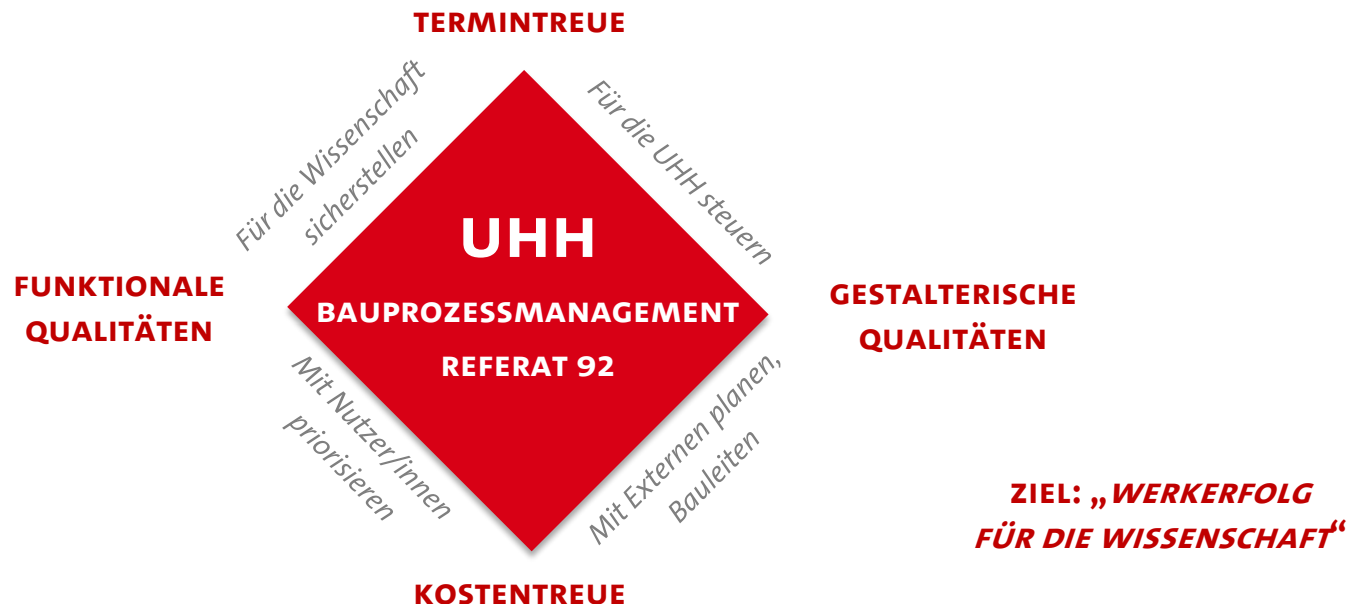 TERMINTREUE
Für die Wissenschaft
sicherstellen
Für die UHH steuern
UHH
BAUPROZESSMANAGEMENT
REFERAT 92
FUNKTIONALE
QUALITÄTEN
GESTALTERISCHE
QUALITÄTEN
Mit Nutzer/innen
priorisieren
Mit Externen planen,
Bauleiten
ZIEL: „WERKERFOLG
FÜR DIE WISSENSCHAFT“
KOSTENTREUE